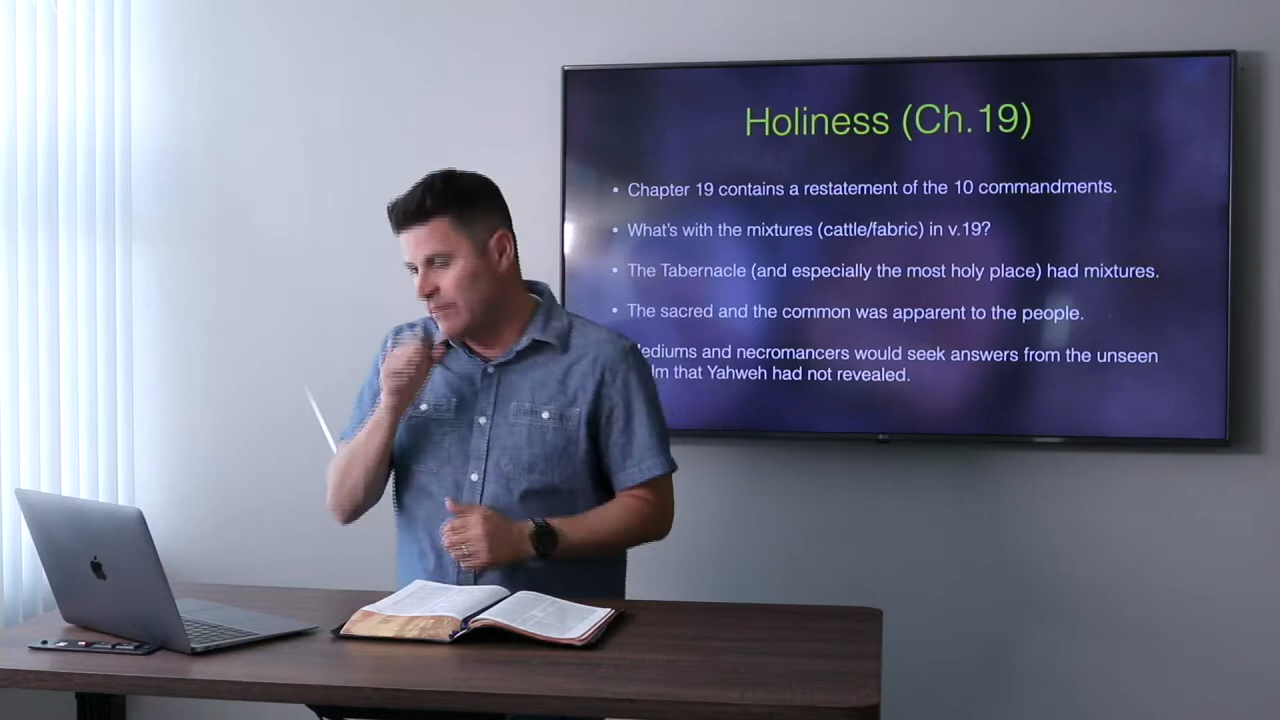 Holiness (Ch.19)
• Chapter 19 contains a restatement of the 10 commandments.
• What's with the mixtures (cattle/fabric) in v.19?
• The Tabernacle (and especially the most holy place) had mixtures.
• The sacred and the common was apparent to the people.
and necromancers would seek answers from the unseen
that Yahweh had not revealed.